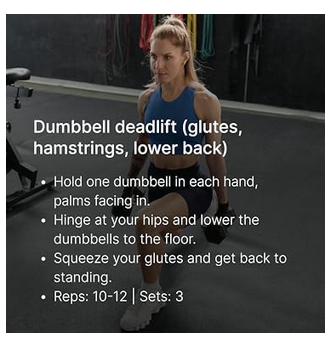 Dumbbell deadlift (glutes,
hamstrings, lower back)
• Hold one dumbbell in each hand,
palms facing in.
• Hinge at your hips and lower the
dumbbells to the floor.
• Squeeze your glutes and get back to
standing.
• Reps: 10-12 | Sets: 3